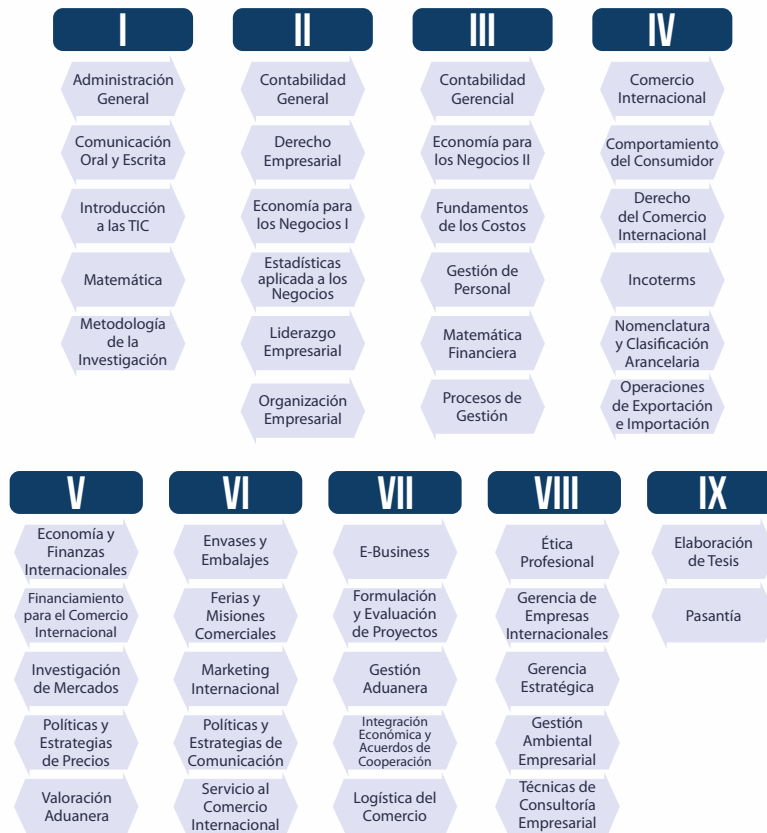 I
Administración
General
Comunicación
Oral y Escrita
Introducción
a las TIC
Matemática
Metodología
de la
Investigación
II
Contabilidad
General
Derecho
Empresarial
Economía para
los Negocios I
Estadísticas
aplicada a los
Negocios
Liderazgo
Empresarial
Organización
Empresarial
III
Contabilidad
Gerencial
Economía para
los Negocios II
Fundamentos
de los Costos
Gestión de
Personal
Matemática
Financiera
Procesos de
Gestión
IV
Comercio
Internacional
Comportamiento
del Consumidor
Derecho
del Comercio
Internacional
Incoterms
Nomenclatura
y Clasificación
Arancelaria
Operaciones
de Exportación
e Importación
V
Economía y
Finanzas
Internacionales
Financiamiento
para el Comercio
Internacional
Investigación
de Mercados
Políticas y
Estrategias
de Precios
Valoración
Aduanera
VI
Envases y
Embalajes
Ferias y
Misiones
Comerciales
Marketing
Internacional
Políticas y
Estrategias de
Comunicación
Servicio al
Comercio
Internacional
VII
E-Business
Formulación
y Evaluación
de Proyectos
Gestión
Aduanera
Integración
Económica y
Acuerdos de
Cooperación
Logística del
Comercio
VIII
Ética
Profesional
Gerencia de
Empresas
Internacionales
Gerencia
Estratégica
Gestión
Ambiental
Empresarial
Técnicas de
Consultoría
Empresarial
IX
Elaboración
de Tesis
Pasantía